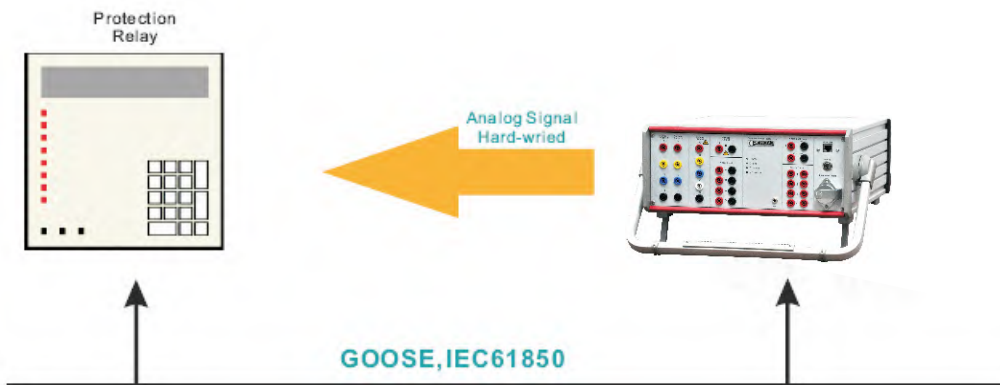 Protection
Relay
Analog Signal
Hard-wried
GOOSE,IEC61850